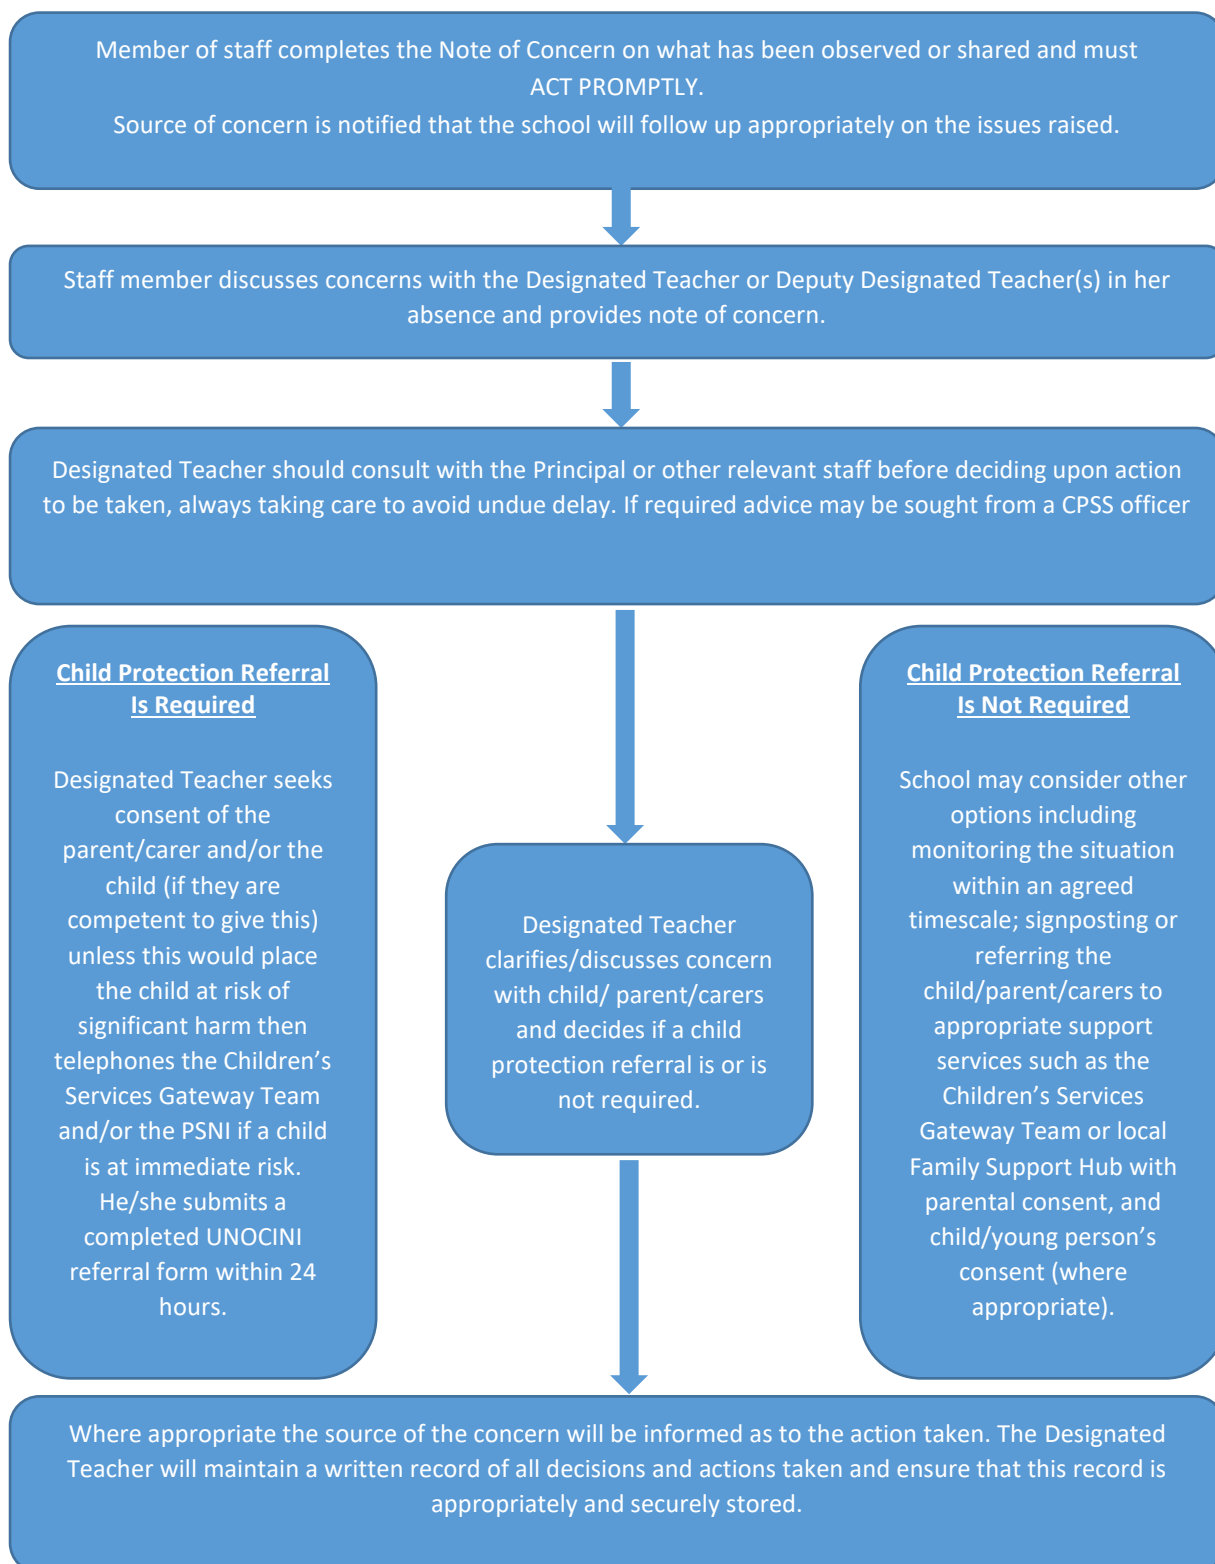 Member of staff completes the Note of Concern on what has been observed or shared and must
ACT PROMPTLY.
Source of concern is notified that the school will follow up appropriately on the issues raised.
Staff member discusses concerns with the Designated Teacher or Deputy Designated Teacher(s) in her
absence and provides note of concern.
Designated Teacher should consult with the Principal or other relevant staff before deciding upon action
to be taken, always taking care to avoid undue delay. If required advice may be sought from a CPSS officer
Child Protection Referral
Is Required
Designated Teacher seeks
consent of the
parent/carer and/or the
child (if they are
competent to give this)
unless this would place
the child at risk of
significant harm then
telephones the Children’s
Services Gateway Team
and/or the PSNI if a child
is at immediate risk.
He/she submits a
completed UNOCINI
referral form within 24
hours.
Designated Teacher
clarifies/discusses concern
with child/ parent/carers
and decides if a child
protection referral is or is
not required.
Child Protection Referral
Is Not Required
School may consider other
options including
monitoring the situation
within an agreed
timescale; signposting or
referring the
child/parent/carers to
appropriate support
services such as the
Children’s Services
Gateway Team or local
Family Support Hub with
parental consent, and
child/young person’s
consent (where
appropriate).
Where appropriate the source of the concern will be informed as to the action taken. The Designated
Teacher will maintain a written record of all decisions and actions taken and ensure that this record is
appropriately and securely stored.